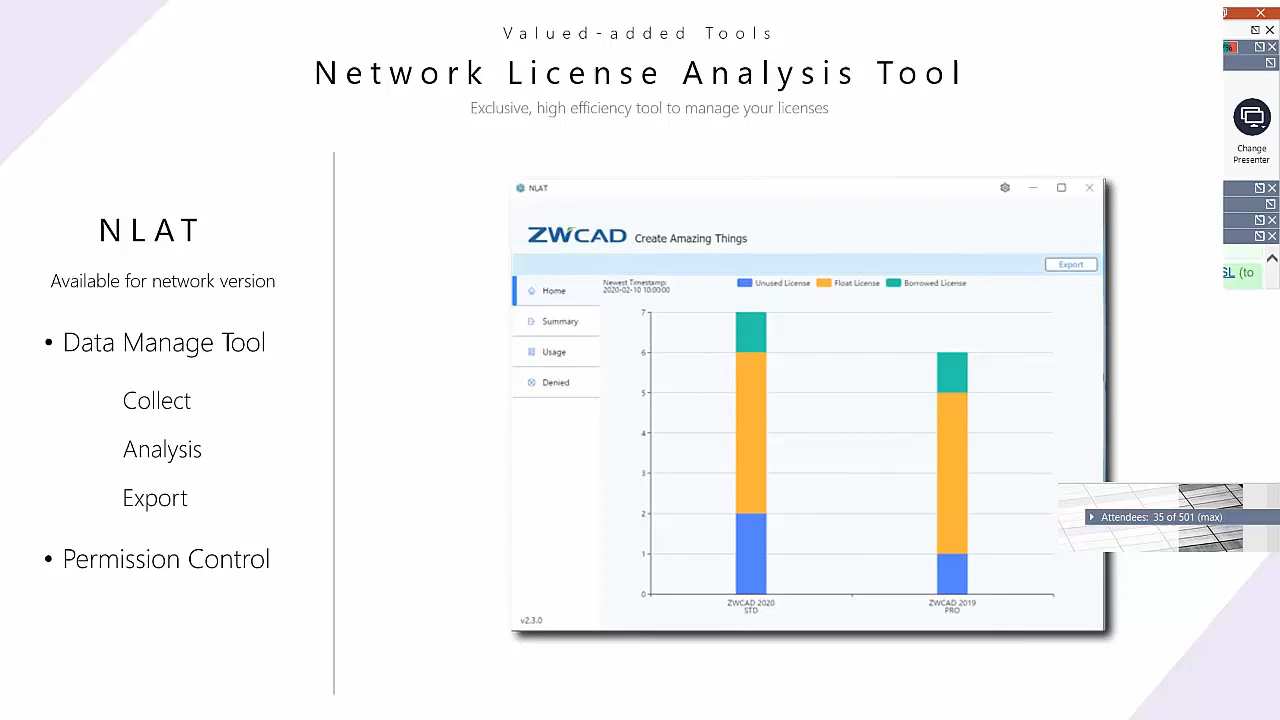 Valued-added Tools
Network License Analysis Tool
Exclusive, high efficiency tool to manage your licenses
NLAT
Available for network version
• Data Manage Tool
Collect
Analysis
Export
• Permission Control
NLAT
ZWCAD Create Amazing Things
Export
Home
Summary
Usage
Denied
v2.3.0
Newest Timestamp:
2020-02-10 10:00:00
Unused License
Float License
Borrowed License
7
6
5
4
3
2
1
0
ZWCAD 2020
STD
ZWCAD 2019
PRO
%
Change
Presenter
SL (to
Attendees: 35 of 501 (max)